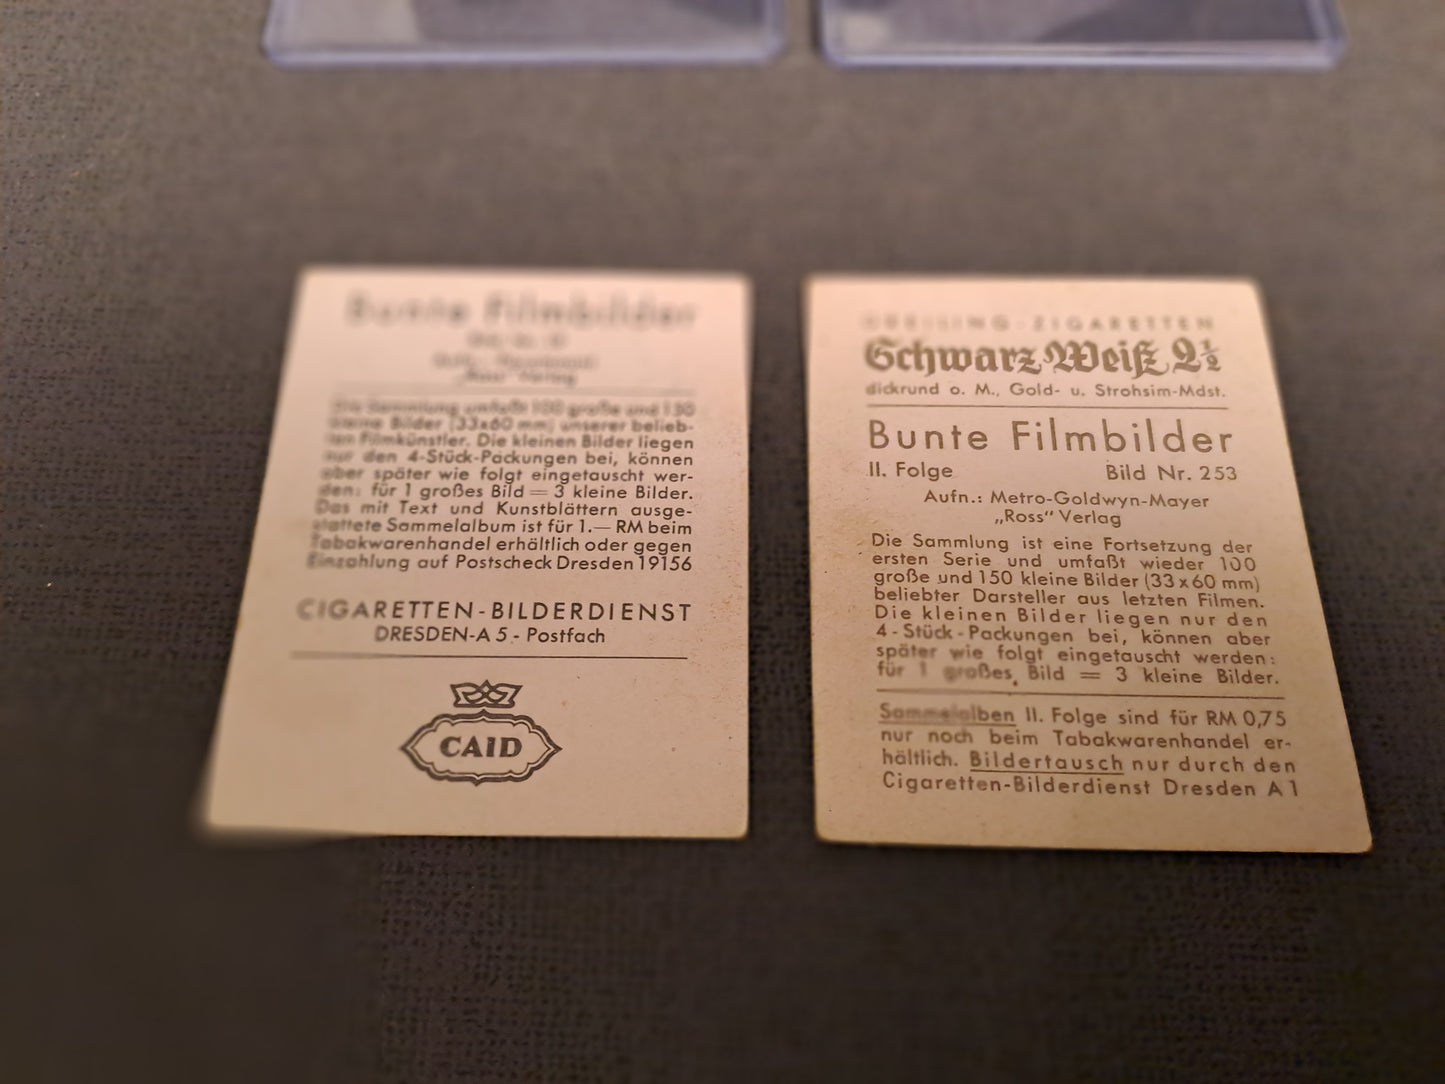 Bunte Filmbilder
"Ross" Verlag
Die Sammlung umfaßt 100 große und 150
kleine Bilder (33x60 mm) unserer belieb-
ten Filmkünstler. Die kleinen Bilder liegen
nur den 4-Stück-Packungen bei, können
aber später wie folgt eingetauscht wer-
den: für 1 großes Bild = 3 kleine Bilder.
Das mit Text und Kunstblättern ausge-
stattete Sammelalbum ist für 1.— RM beim
Tabakwarenhandel erhältlich oder gegen
Einzahlung auf Postscheck Dresden 19156
CIGARETTEN-BILDERDIENST
DRESDEN-A 5 - Postfach
CAID
ZIGARETTEN
Schwarz-Weiß 2½
dickrund o. M., Gold- u. Strohsim-Mdst.
Bunte Filmbilder
II. Folge Bild Nr. 253
Aufn.: Metro-Goldwyn-Mayer
„Ross" Verlag
Die Sammlung ist eine Fortsetzung der
ersten Serie und umfaßt wieder 100
große und 150 kleine Bilder (33x60 mm)
beliebter Darsteller aus letzten Filmen.
Die kleinen Bilder liegen nur den
4-Stück-Packungen bei, können aber
später wie folgt eingetauscht werden:
für 1 großes Bild = 3 kleine Bilder.
Sammelalben II. Folge sind für RM 0,75
nur noch beim Tabakwarenhandel er-
hältlich. Bildertausch nur durch den
Cigaretten-Bilderdienst Dresden A 1